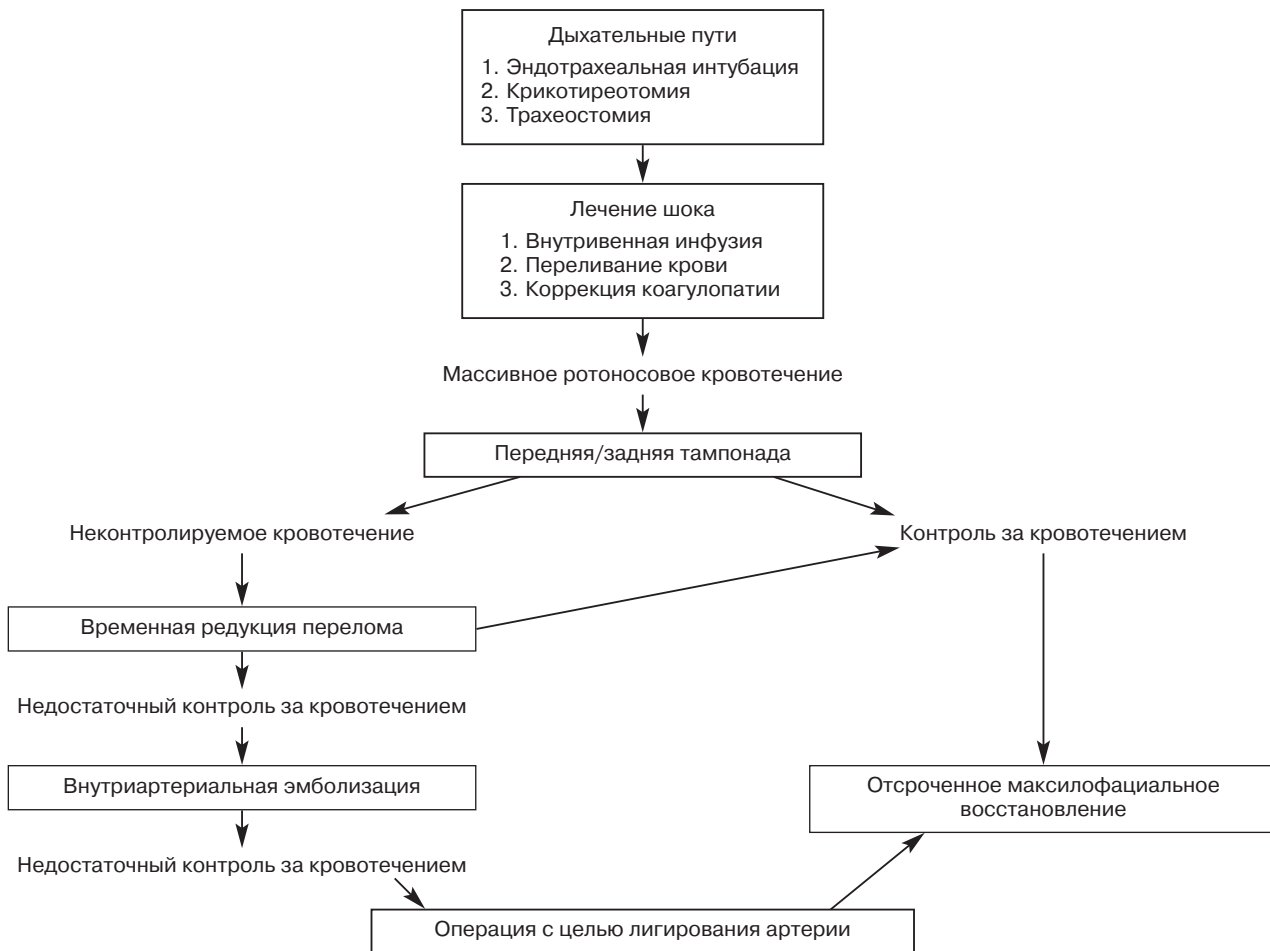 Дыхательные пути
1. Эндотрахеальная интубация
2. Крикотиреотомия
3. Трахеостомия
Лечение шока
1. Внутривенная инфузия
2. Переливание крови
3. Коррекция коагулопатии
Массивное ротоносовое кровотечение
Передняя/задняя тампонада
Неконтролируемое кровотечение
Контроль за кровотечением
Временная редукция перелома
Недостаточный контроль за кровотечением
Внутриартериальная эмболизация
Отсроченное максилофациальное
восстановление
Недостаточный контроль за кровотечением
Операция с целью лигирования артерии